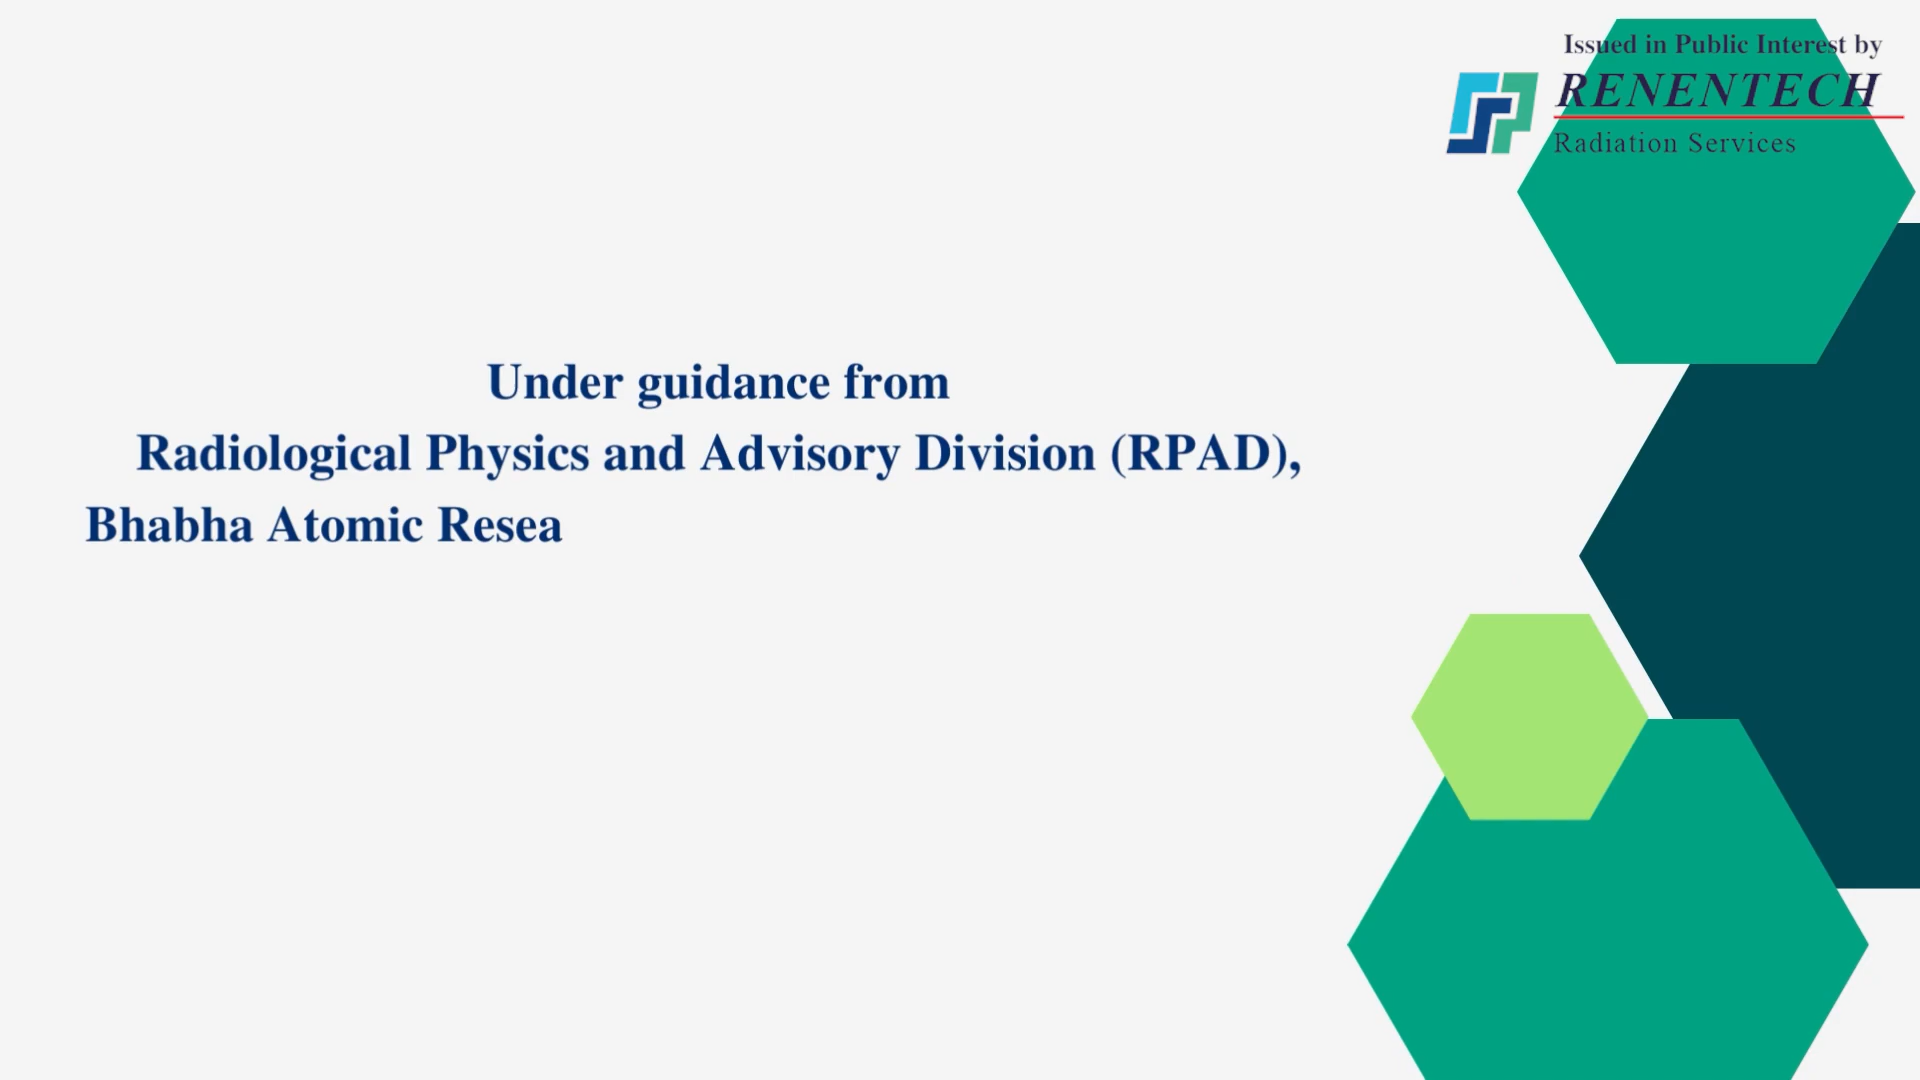 Issued in Public Interest by
RENENTECH
Radiation Services
Under guidance from
Radiological Physics and Advisory Division (RPAD),
Bhabha Atomic Resea